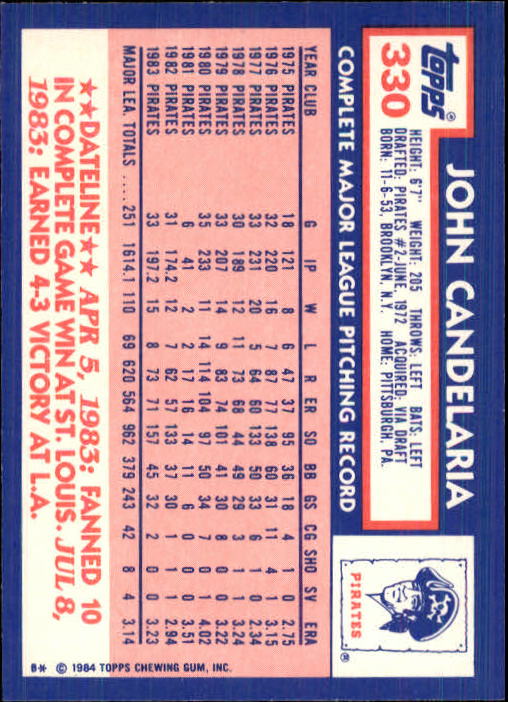 topps®
330
JOHN CANDELARIA
HEIGHT: 6'7" WEIGHT: 205 THROWS: LEFT BATS: LEFT
DRAFTED: PIRATES #2-JUNE, 1972 ACQUIRED: VIA DRAFT
BORN: 11-6-53, BROOKLYN, N.Y. HOME: PITTSBURGH, PA.
PIRATES ®
COMPLETE MAJOR LEAGUE PITCHING RECORD
YEAR CLUB G IP W L R ER SO BB GS CG SHO SV ERA
1975 PIRATES 18 121 8 6 47 37 95 36 18 4 1 0 2.75
1976 PIRATES 32 220 16 7 87 77 138 60 31 11 4 1 3.15
1977 PIRATES 33 231 20 5 64 60 133 50 33 6 1 0 2.34
1978 PIRATES 30 189 12 11 73 68 94 49 29 3 1 1 3.24
1979 PIRATES 33 207 14 9 83 74 101 41 30 8 0 0 3.22
1980 PIRATES 35 233 11 14 114 104 97 50 34 7 0 1 4.02
1981 PIRATES 6 41 2 2 17 16 14 11 6 0 0 0 3.51
1982 PIRATES 31 174.2 12 7 62 57 133 37 30 1 1 1 2.94
1983 PIRATES 33 197.2 15 8 73 71 157 45 32 2 0 0 3.23
MAJOR LEA. TOTALS .... 251 1614.1 110 69 620 564 962 379 243 42 8 4 3.14
★★DATELINE★★ APR 5, 1983: FANNED 10
IN COMPLETE GAME WIN AT ST. LOUIS. JUL 8,
1983: EARNED 4-3 VICTORY AT L.A.
B* © 1984 TOPPS CHEWING GUM, INC.